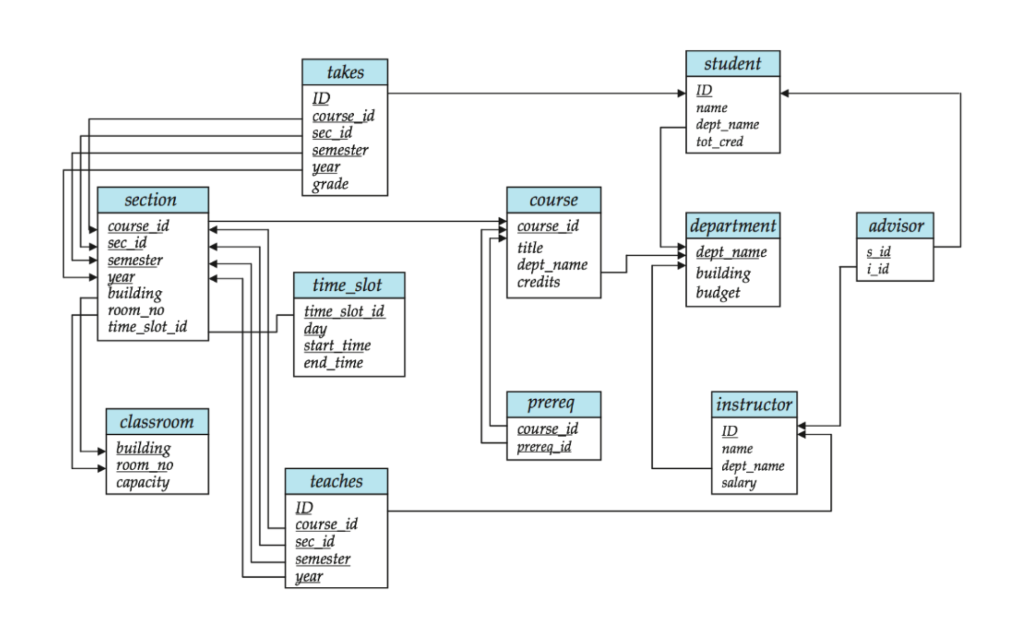 takes
ID
course_id
sec_id
semester
year
grade
student
ID
name
dept_name
tot_cred
section
course_id
sec_id
semester
year
building
room_no
time_slot_id
course
course_id
title
dept_name
credits
department
dept_name
building
budget
advisor
s_id
i_id
time_slot
time_slot_id
day
start_time
end_time
prereq
course_id
prereq_id
instructor
ID
name
dept_name
salary
classroom
building
room_no
capacity
teaches
ID
course_id
sec_id
semester
year